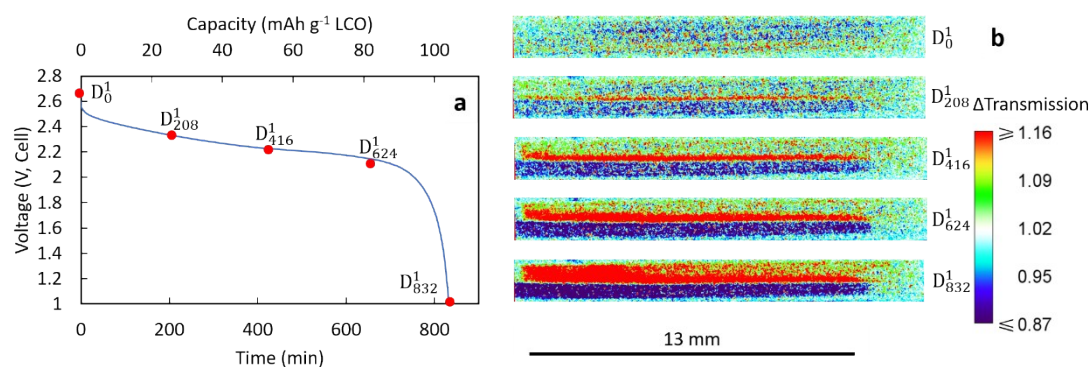 Capacity (mAh g⁻¹ LCO)
0 20 40 60 80 100
Voltage (V, Cell)
2.8
2.6
2.4
2.2
2
1.8
1.6
1.4
1.2
1
a
D¹₀
D¹₂₀₈
D¹₄₁₆
D¹₆₂₄
D¹₈₃₂
0 200 400 600 800
Time (min)
b
D¹₀
D¹₂₀₈
D¹₄₁₆
D¹₆₂₄
D¹₈₃₂
ΔTransmission
⩾ 1.16
1.09
1.02
0.95
⩽ 0.87
13 mm